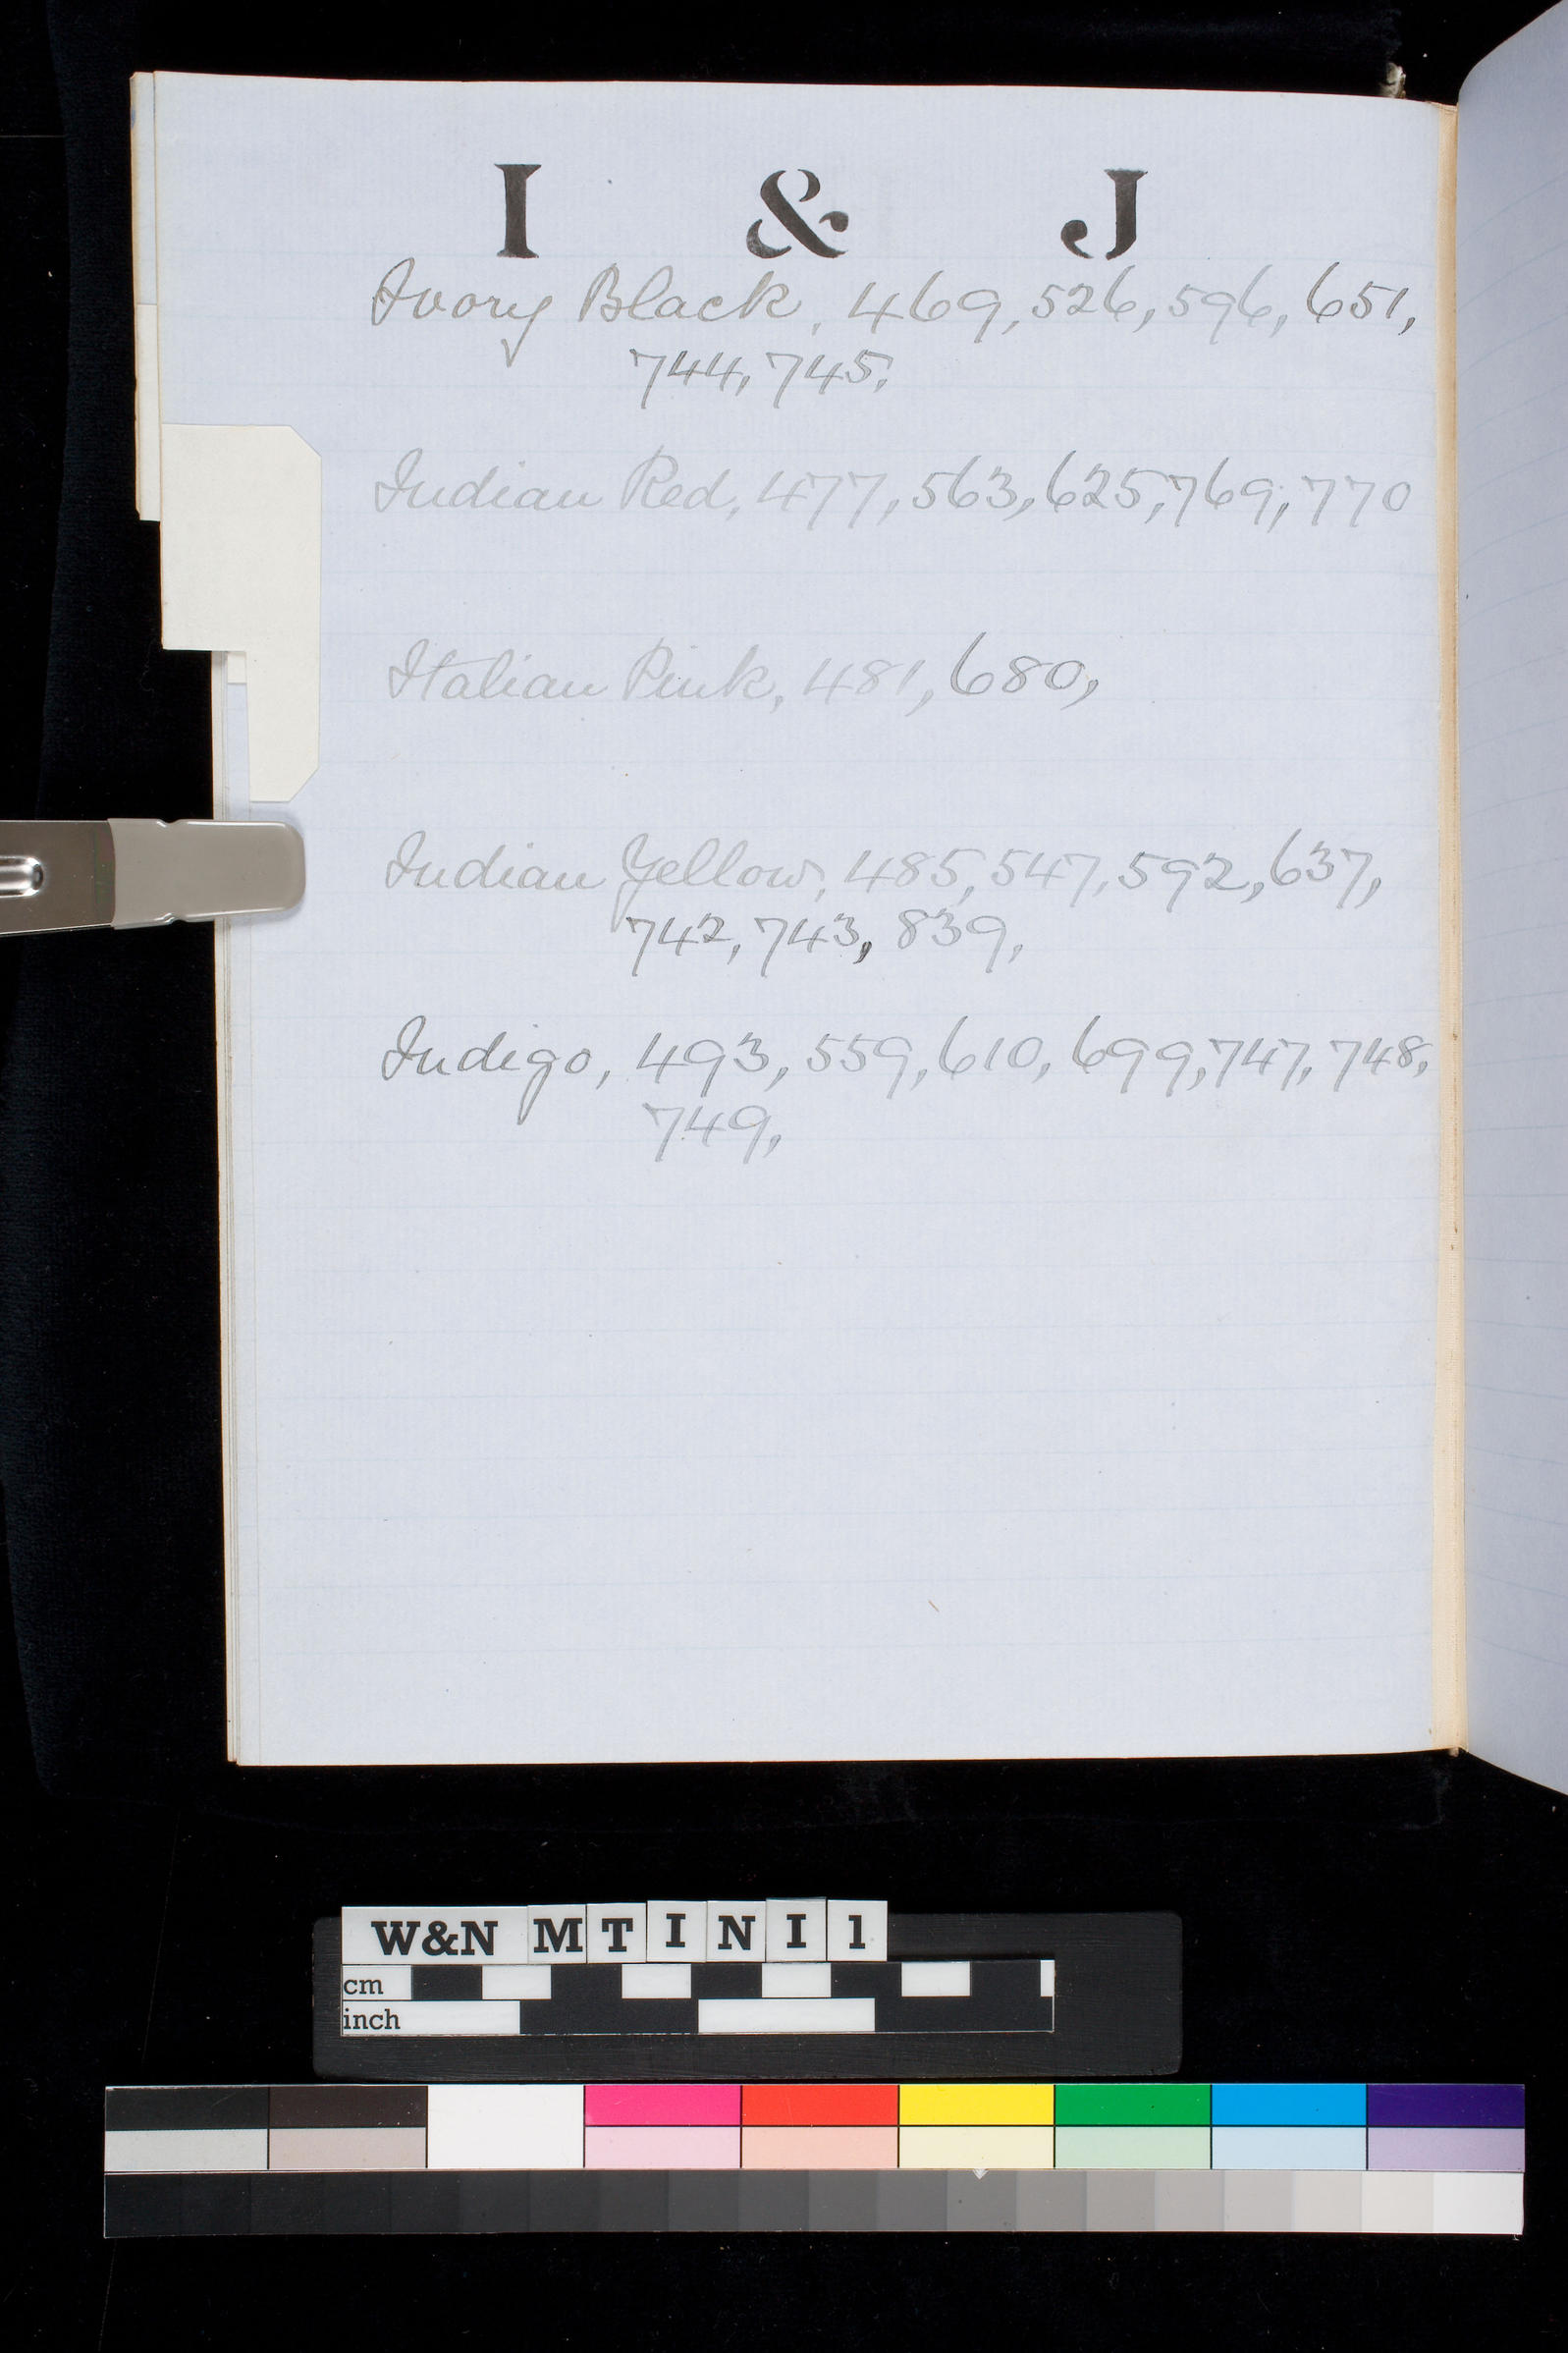 I & J
Ivory Black, 469, 526, 596, 651,
744, 745,
Indian Red, 477, 563, 625, 769, 770
Italian Pink, 481, 680,
Indian Yellow, 485, 547, 592, 637,
742, 743, 839,
Indigo, 493, 559, 610, 699, 747, 748,
749,
W&N M T I N I 1
cm
inch